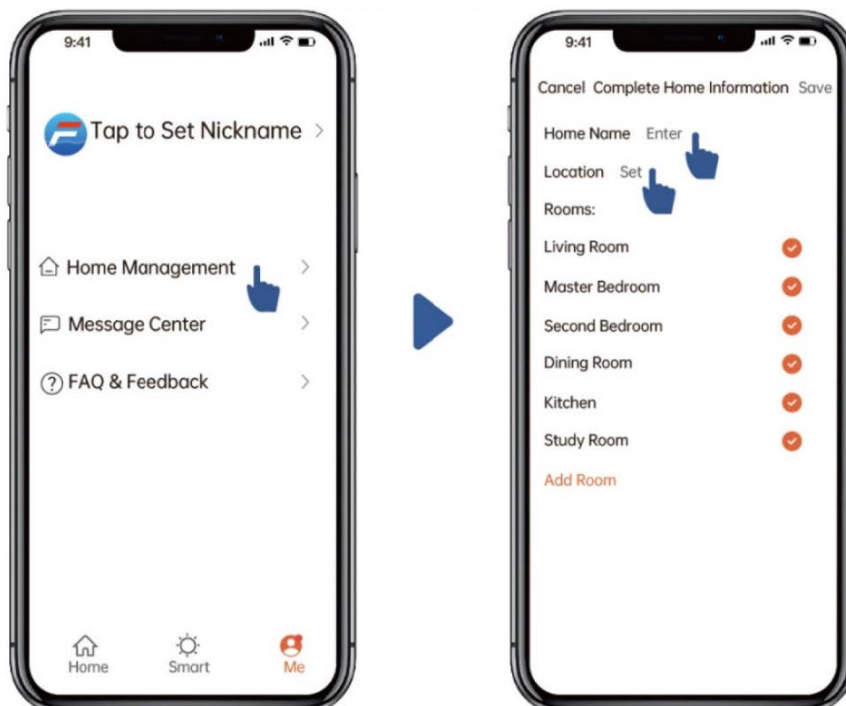 9:41
Tap to Set Nickname
Home Management
Message Center
FAQ & Feedback
Home Smart Me
9:41
Cancel Complete Home Information Save
Home Name Enter
Location Set
Rooms:
Living Room
Master Bedroom
Second Bedroom
Dining Room
Kitchen
Study Room
Add Room